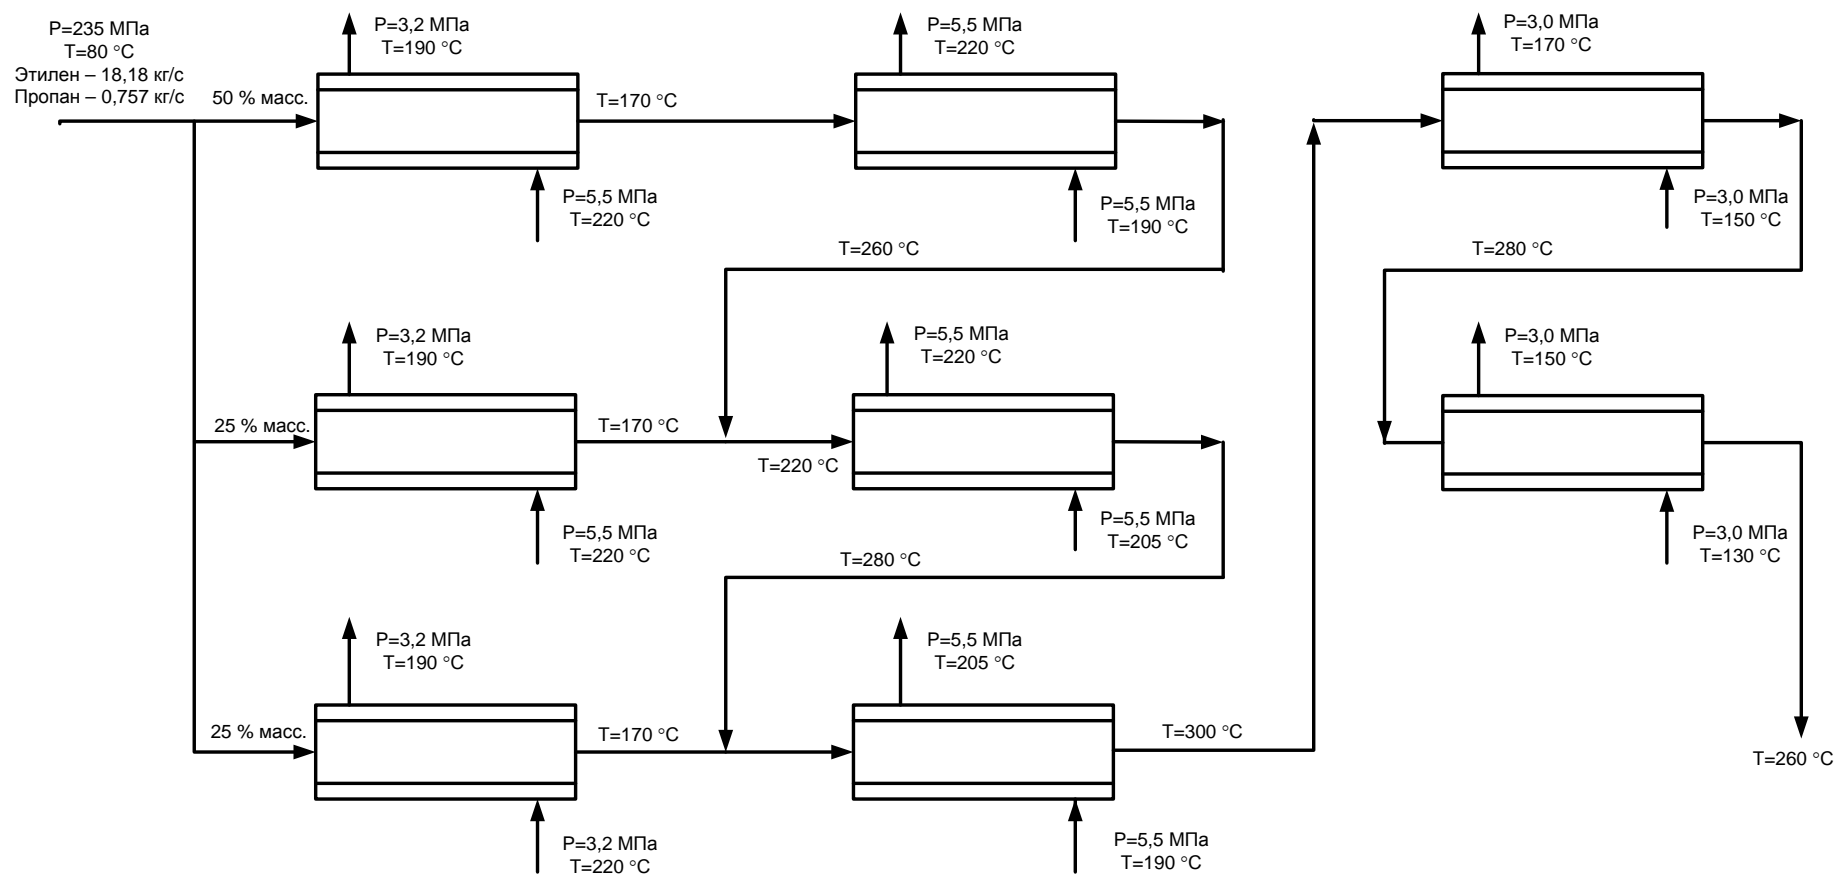 P=235 МПа
T=80 °C
Этилен – 18,18 кг/с
Пропан – 0,757 кг/с
50 % масс.
P=3,2 МПа
T=190 °C
T=170 °C
P=5,5 МПа
T=220 °C
P=5,5 МПа
T=220 °C
P=5,5 МПа
T=190 °C
T=260 °C
P=3,0 МПа
T=170 °C
P=3,0 МПа
T=150 °C
T=280 °C
25 % масс.
P=3,2 МПа
T=190 °C
T=170 °C
P=5,5 МПа
T=220 °C
T=220 °C
P=5,5 МПа
T=220 °C
P=5,5 МПа
T=205 °C
T=280 °C
P=3,0 МПа
T=150 °C
P=3,0 МПа
T=130 °C
25 % масс.
P=3,2 МПа
T=190 °C
T=170 °C
P=3,2 МПа
T=220 °C
P=5,5 МПа
T=205 °C
T=300 °C
P=5,5 МПа
T=190 °C
T=260 °C